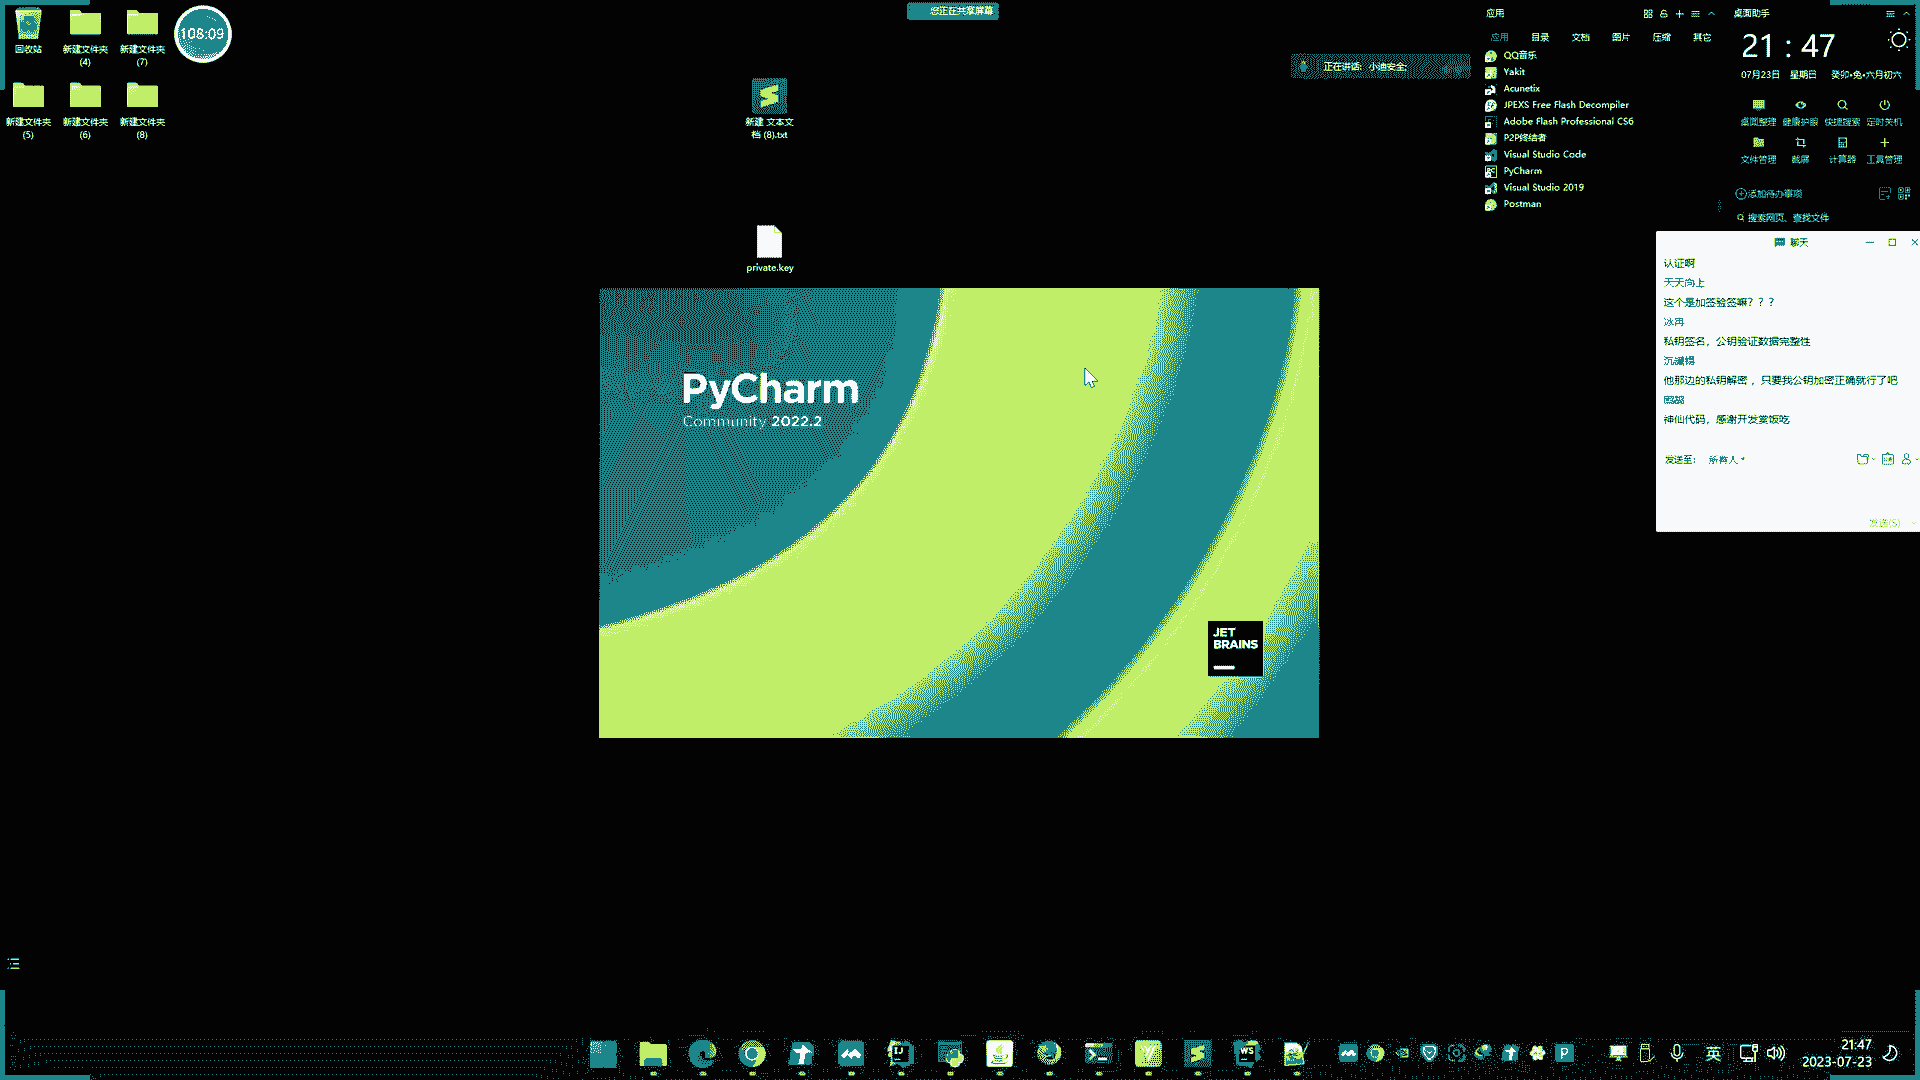 回收站
新建文件夹
(4)
新建文件夹
(7)
108:09
新建文件夹
(5)
新建文件夹
(6)
新建文件夹
(8)
您正在共享屏幕
新建 文本文
档 (8).txt
private.key
正在讲话: 小迪安全;
应用
应用 目录 文档 图片 压缩 其它
QQ音乐
Yakit
Acunetix
JPEXS Free Flash Decompiler
Adobe Flash Professional CS6
P2P终结者
Visual Studio Code
PyCharm
Visual Studio 2019
Postman
桌面助手
21 : 47
07月23日 星期日 癸卯•兔•六月初六
桌面整理 健康护眼 快捷搜索 定时关机
文件管理 截屏 计算器 工具管理
添加待办事项
搜索网页、查找文件
聊天
认证啊
天天向上
这个是加签验签嘛？？？
冰冉
私钥签名，公钥验证数据完整性
他那边的私钥解密 ，只要我公钥加密正确就行了吧
神仙代码，感谢开发赏饭吃
发送至: 所有人
发送(S)
PyCharm
Community 2022.2
JET
BRAINS
英
21:47
2023-07-23